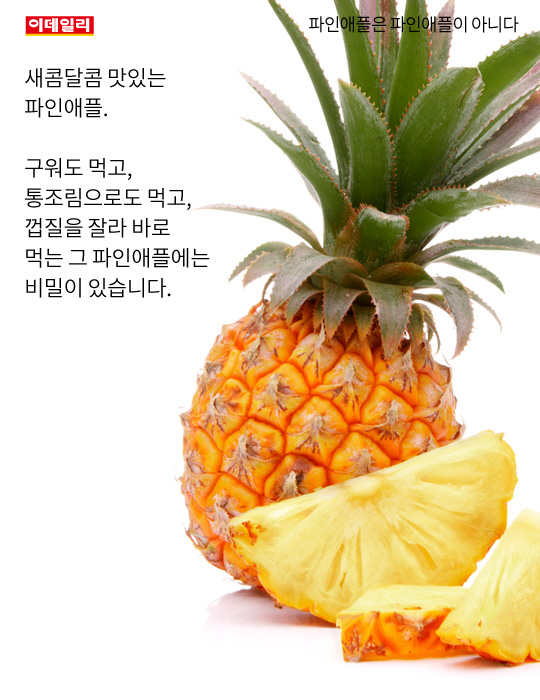 이데일리
파인애플은 파인애플이 아니다
새콤달콤 맛있는
파인애플.
구워도 먹고,
통조림으로도 먹고,
껍질을 잘라 바로
먹는 그 파인애플에는
비밀이 있습니다.